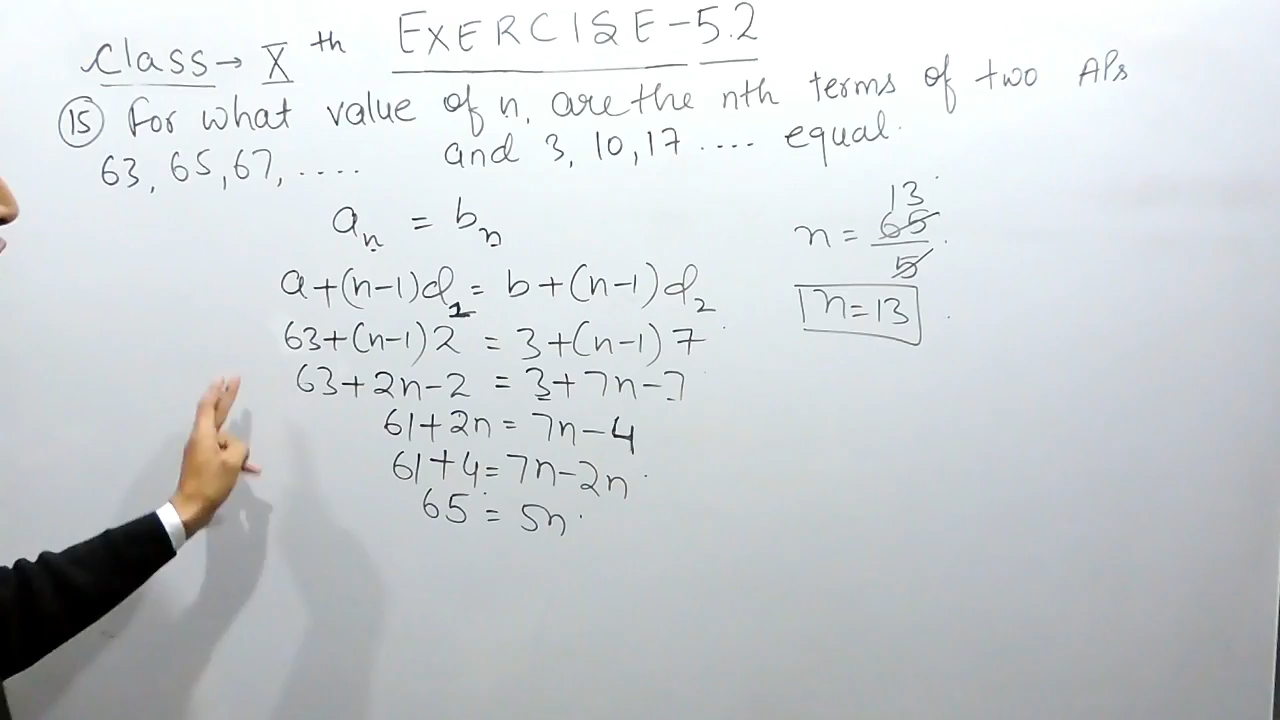 Class → Xth EXERCISE-5.2
(15) For what value of n, are the nth terms of two APs
63, 65, 67, .... and 3, 10, 17 .... equal.
aₙ = bₙ
a+(n-1)d₁ = b+(n-1)d₂
63+(n-1)2 = 3+(n-1)7
63+2n-2 = 3+7n-7
61+2n = 7n-4
61+4 = 7n-2n
65 = 5n
13
n = 65/5
n=13